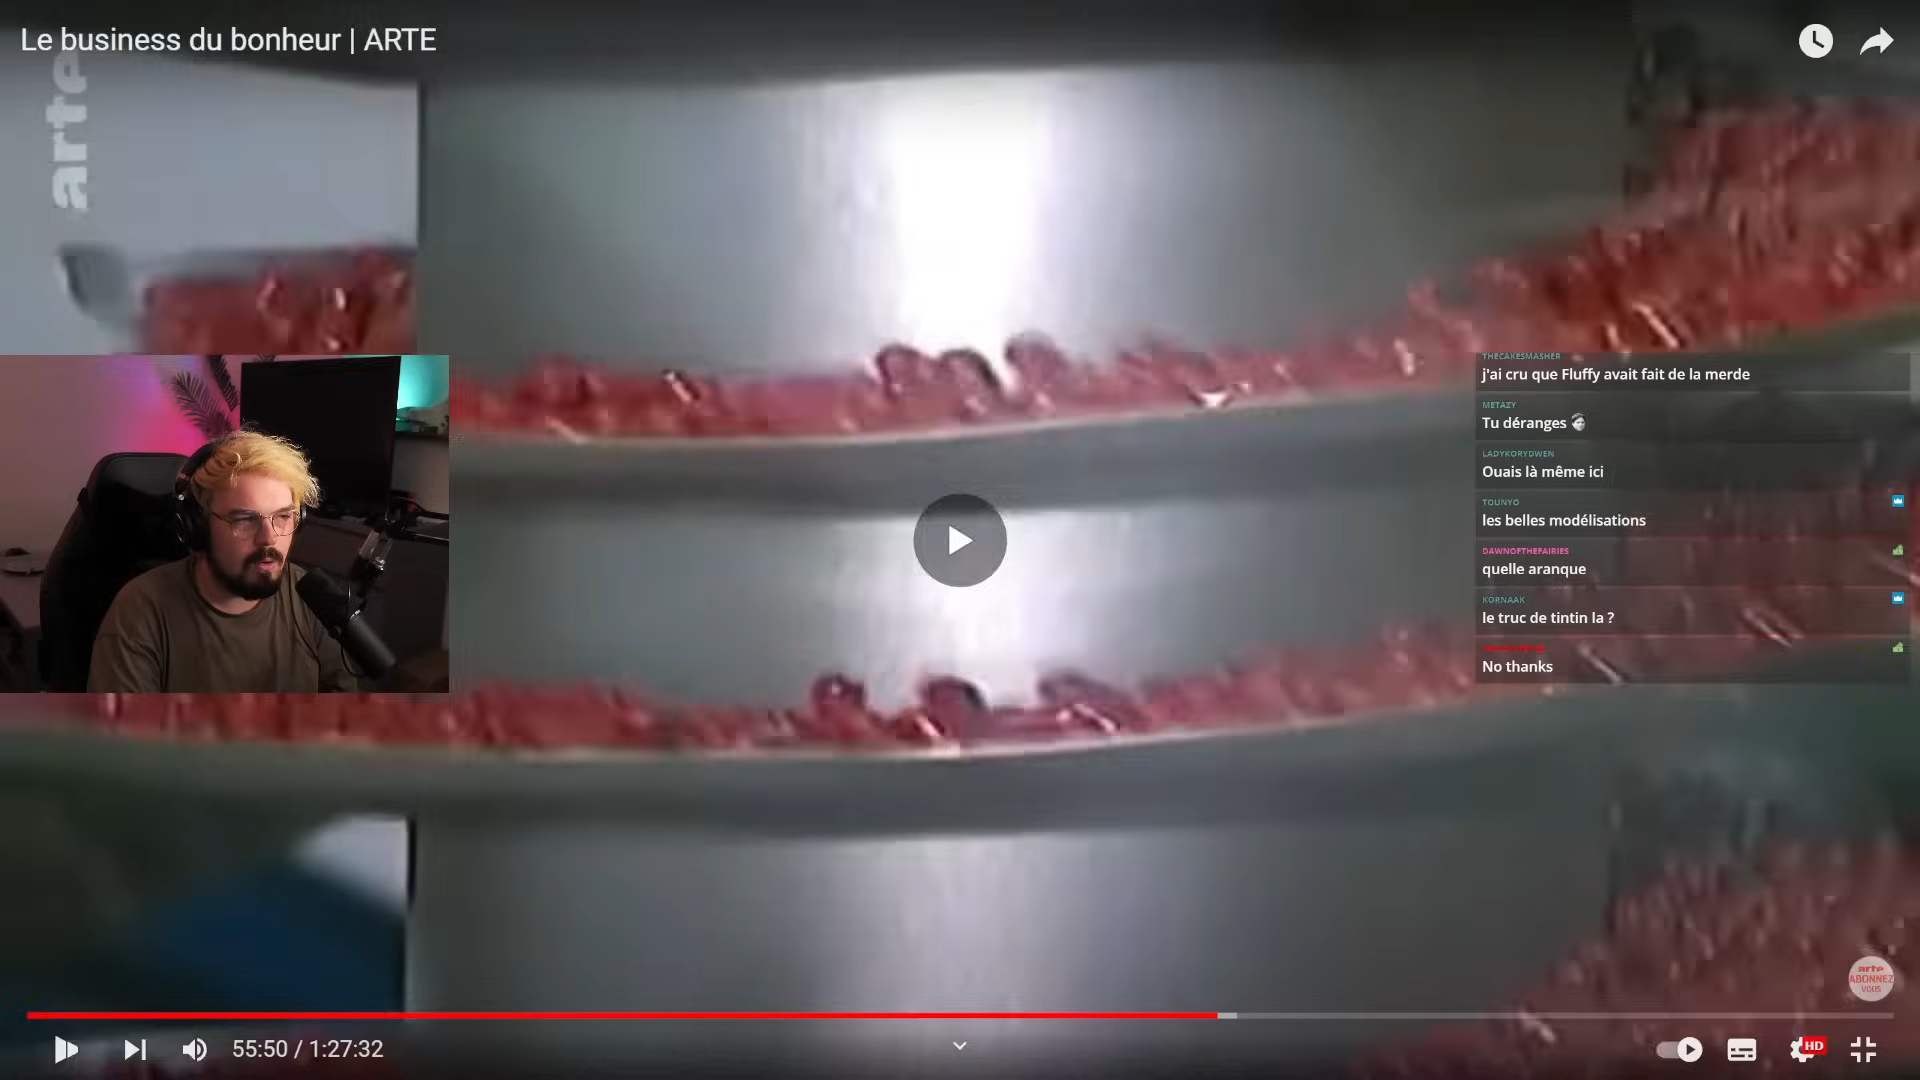 Le business du bonheur | ARTE
arte
THECAKESMASHER
j'ai cru que Fluffy avait fait de la merde
METAZY
Tu déranges
LADYKORYDWEN
Ouais là même ici
TOUNYO
les belles modélisations
DAWNOFTHEFAIRIES
quelle aranque
KORNAAK
le truc de tintin la ?
No thanks
arte
ABONNEZ
VOUS
55:50 / 1:27:32
HD